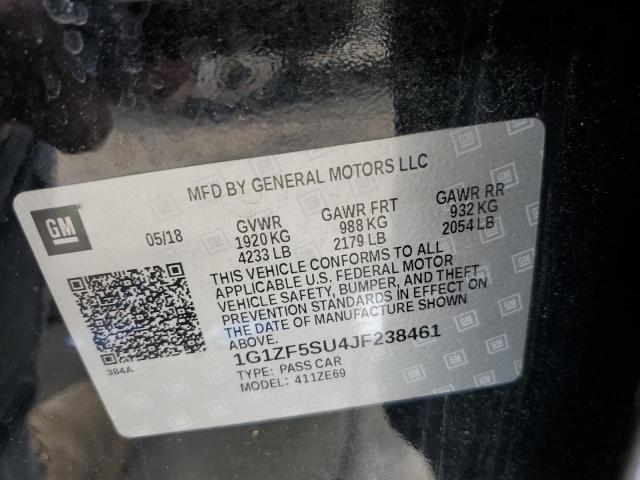 MFD BY GENERAL MOTORS LLC
GM
05/18
GVWR
1920 KG
4233 LB
GAWR FRT
988 KG
2179 LB
GAWR RR
932 KG
2054 LB
THIS VEHICLE CONFORMS TO ALL
APPLICABLE U.S. FEDERAL MOTOR
VEHICLE SAFETY, BUMPER, AND THEFT
PREVENTION STANDARDS IN EFFECT ON
THE DATE OF MANUFACTURE SHOWN
ABOVE.
1G1ZF5SU4JF238461
TYPE: PASS CAR
MODEL: 411ZE69
384A